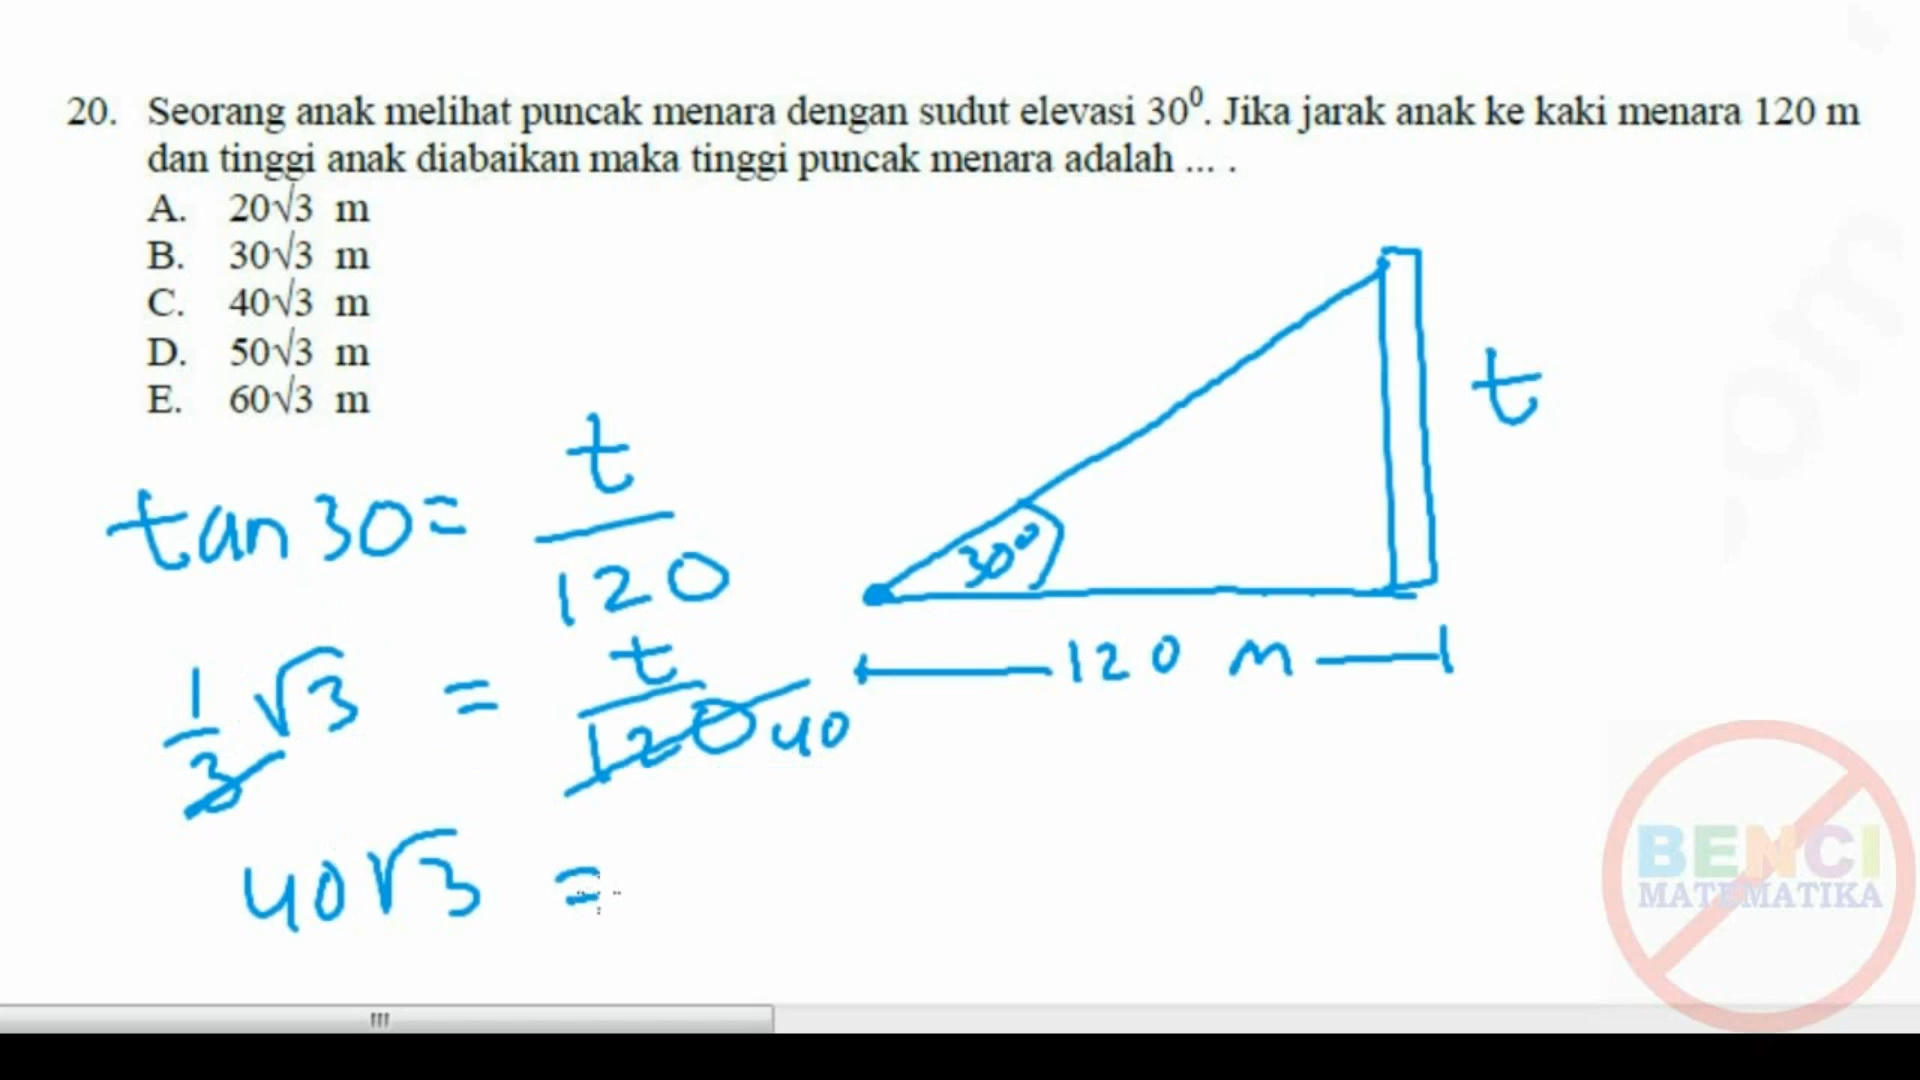 20. Seorang anak melihat puncak menara dengan sudut elevasi 30⁰. Jika jarak anak ke kaki menara 120 m
dan tinggi anak diabaikan maka tinggi puncak menara adalah ... .
A. 20√3 m
B. 30√3 m
C. 40√3 m
D. 50√3 m
E. 60√3 m
t
tan 30 = t/120
30°
120 m
1/3 √3 = t/120 40
40√3 =
BENCI
MATEMATIKA